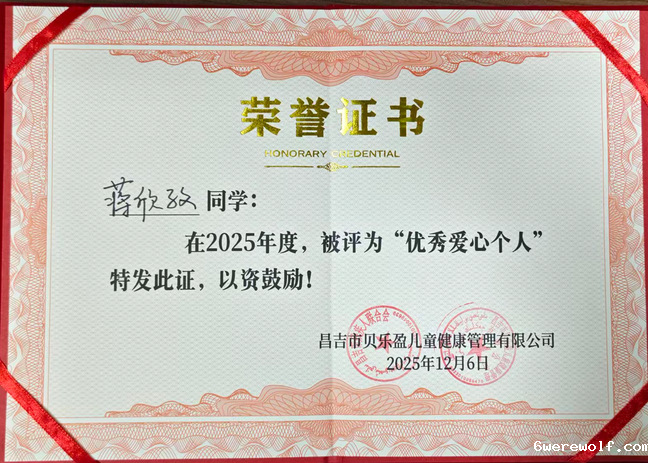 荣誉证书
HONORARY CREDENTIAL
蒋欣致 同学：
在2025年度，被评为“优秀爱心个人”
特发此证，以资鼓励！
昌吉市贝乐盈儿童健康管理有限公司
2025年12月6日
6werewolf.com